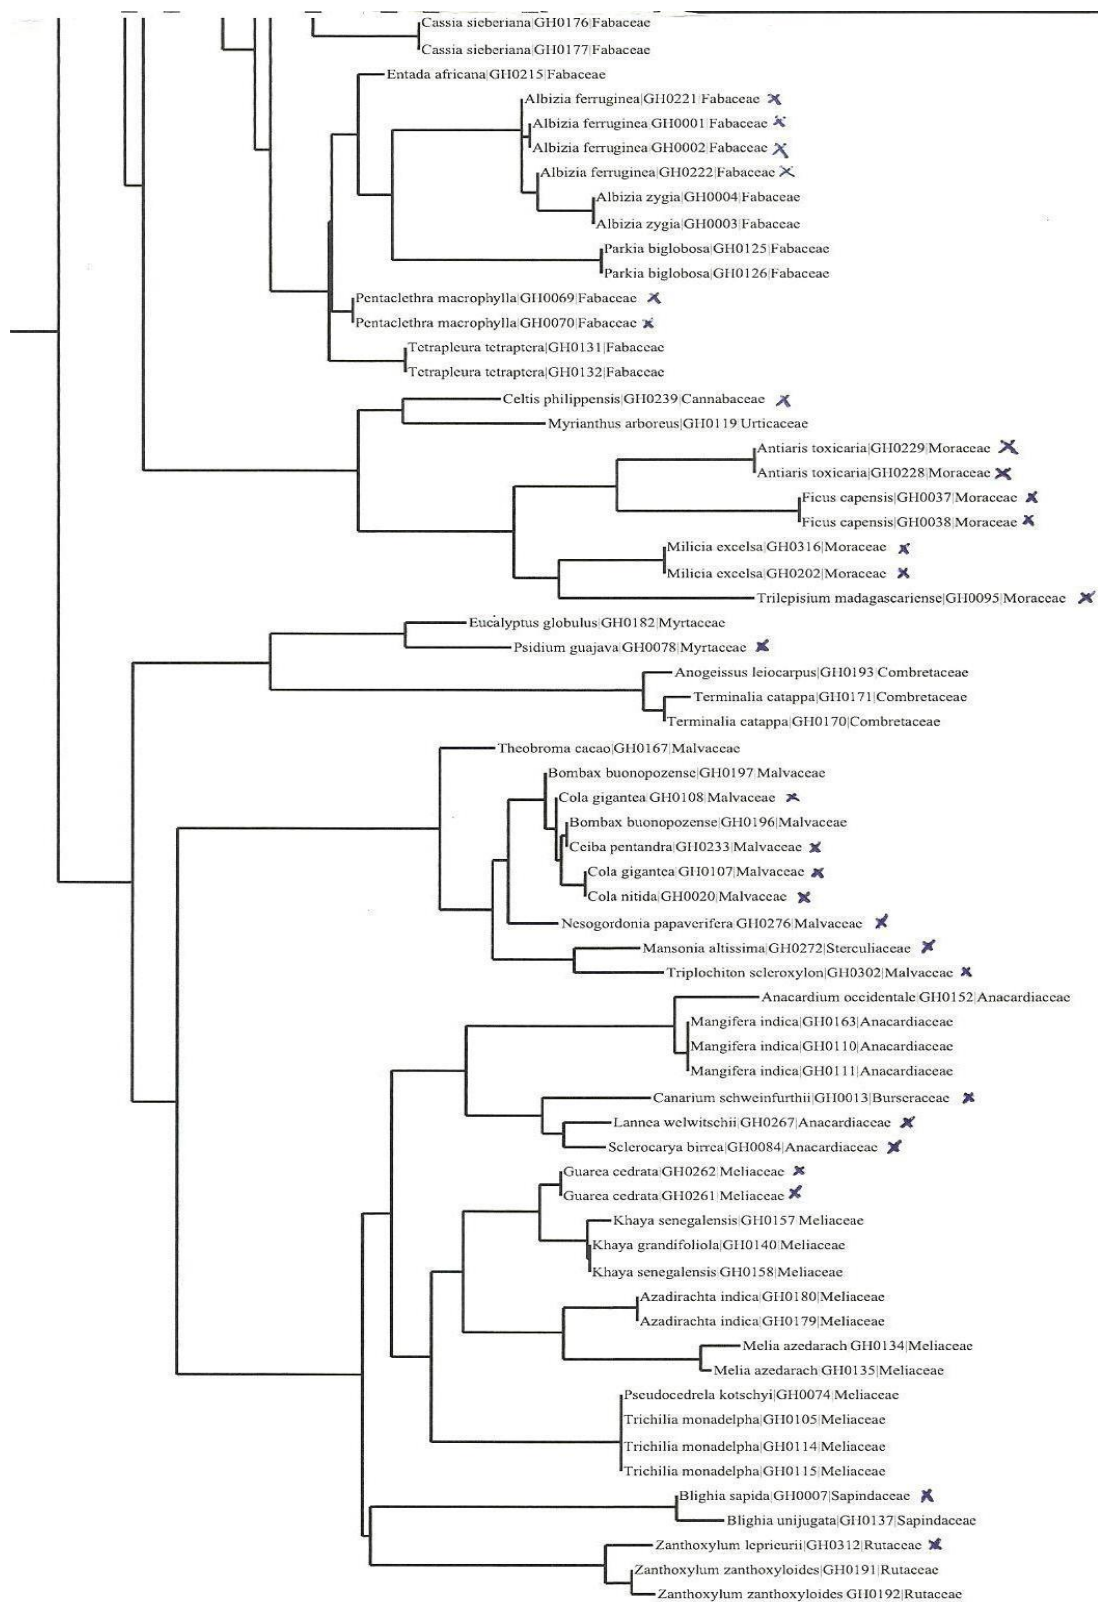 Cassia sieberiana|GH0176|Fabaceae
Cassia sieberiana|GH0177|Fabaceae
Entada africana|GH0215|Fabaceae
Albizia ferruginea|GH0221|Fabaceae
Albizia ferruginea|GH0001|Fabaceae
Albizia ferruginea|GH0002|Fabaceae
Albizia ferruginea|GH0222|Fabaceae
Albizia zygia|GH0004|Fabaceae
Albizia zygia|GH0003|Fabaceae
Parkia biglobosa|GH0125|Fabaceae
Parkia biglobosa|GH0126|Fabaceae
Pentaclethra macrophylla|GH0069|Fabaceae
Pentaclethra macrophylla|GH0070|Fabaceae
Tetrapleura tetraptera|GH0131|Fabaceae
Tetrapleura tetraptera|GH0132|Fabaceae
Celtis philippensis|GH0239|Cannabaceae
Myrianthus arboreus|GH0119|Urticaceae
Antiaris toxicaria|GH0229|Moraceae
Antiaris toxicaria|GH0228|Moraceae
Ficus capensis|GH0037|Moraceae
Ficus capensis|GH0038|Moraceae
Milicia excelsa|GH0316|Moraceae
Milicia excelsa|GH0202|Moraceae
Trilepisium madagascariense|GH0095|Moraceae
Eucalyptus globulus|GH0182|Myrtaceae
Psidium guajava|GH0078|Myrtaceae
Anogeissus leiocarpus|GH0193|Combretaceae
Terminalia catappa|GH0171|Combretaceae
Terminalia catappa|GH0170|Combretaceae
Theobroma cacao|GH0167|Malvaceae
Bombax buonopozense|GH0197|Malvaceae
Cola gigantea|GH0108|Malvaceae
Bombax buonopozense|GH0196|Malvaceae
Ceiba pentandra|GH0233|Malvaceae
Cola gigantea|GH0107|Malvaceae
Cola nitida|GH0020|Malvaceae
Nesogordonia papaverifera|GH0276|Malvaceae
Mansonia altissima|GH0272|Sterculiaceae
Triplochiton scleroxylon|GH0302|Malvaceae
Anacardium occidentale|GH0152|Anacardiaceae
Mangifera indica|GH0163|Anacardiaceae
Mangifera indica|GH0110|Anacardiaceae
Mangifera indica|GH0111|Anacardiaceae
Canarium schweinfurthii|GH0013|Burseraceae
Lannea welwitschii|GH0267|Anacardiaceae
Sclerocarya birrea|GH0084|Anacardiaceae
Guarea cedrata|GH0262|Meliaceae
Guarea cedrata|GH0261|Meliaceae
Khaya senegalensis|GH0157|Meliaceae
Khaya grandifoliola|GH0140|Meliaceae
Khaya senegalensis|GH0158|Meliaceae
Azadirachta indica|GH0180|Meliaceae
Azadirachta indica|GH0179|Meliaceae
Melia azedarach|GH0134|Meliaceae
Melia azedarach|GH0135|Meliaceae
Pseudocedrela kotschyi|GH0074|Meliaceae
Trichilia monadelpha|GH0105|Meliaceae
Trichilia monadelpha|GH0114|Meliaceae
Trichilia monadelpha|GH0115|Meliaceae
Blighia sapida|GH0007|Sapindaceae
Blighia unijugata|GH0137|Sapindaceae
Zanthoxylum leprieurii|GH0312|Rutaceae
Zanthoxylum zanthoxyloides|GH0191|Rutaceae
Zanthoxylum zanthoxyloides|GH0192|Rutaceae